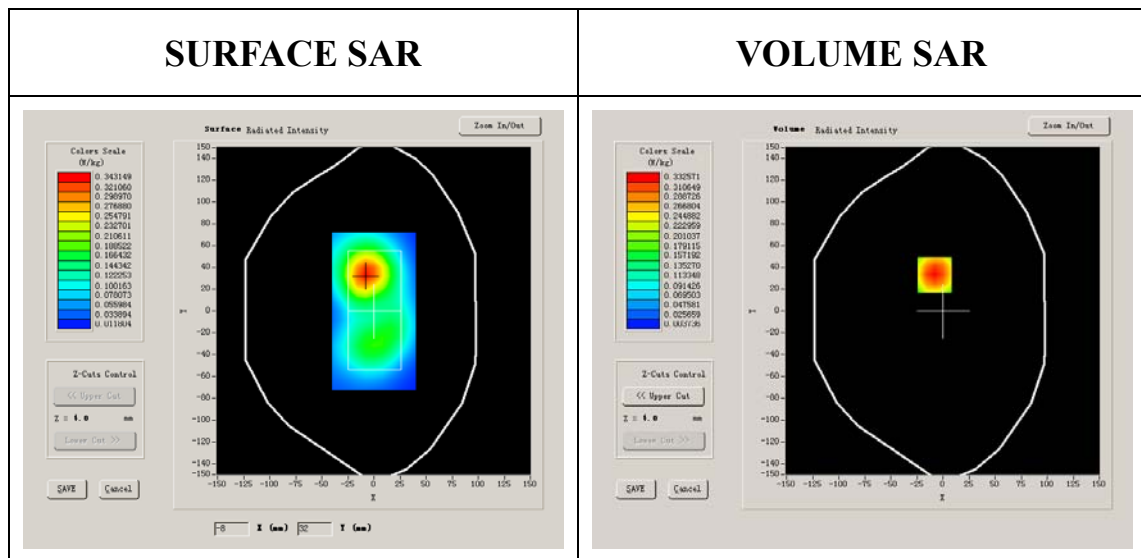 SURFACE SAR
VOLUME SAR
Surface Radiated Intensity
Zoom In/Out
Colors Scale
(W/kg)
0.343149
0.321060
0.298970
0.276880
0.254791
0.232701
0.210611
0.188522
0.166432
0.144342
0.122253
0.100163
0.078073
0.055984
0.033894
0.011804
150
140
120
100
80
60
40
20
0
-20
-40
-60
-80
-100
-120
-140
-150
Y
-150 -125 -100 -75 -50 -25 0 25 50 75 100 125 150
X
Z-Cuts Control
<< Upper Cut
Z = 4.0 mm
Lower Cut >>
SAVE Cancel
-8 X (mm) 32 Y (mm)
Volume Radiated Intensity
Zoom In/Out
Colors Scale
(W/kg)
0.332571
0.310649
0.288726
0.266804
0.244882
0.222959
0.201037
0.179115
0.157192
0.135270
0.113348
0.091426
0.069503
0.047581
0.025659
0.003736
150
140
120
100
80
60
40
20
0
-20
-40
-60
-80
-100
-120
-140
-150
Y
-150 -125 -100 -75 -50 -25 0 25 50 75 100 125 150
X
Z-Cuts Control
<< Upper Cut
Z = 4.0 mm
Lower Cut >>
SAVE Cancel